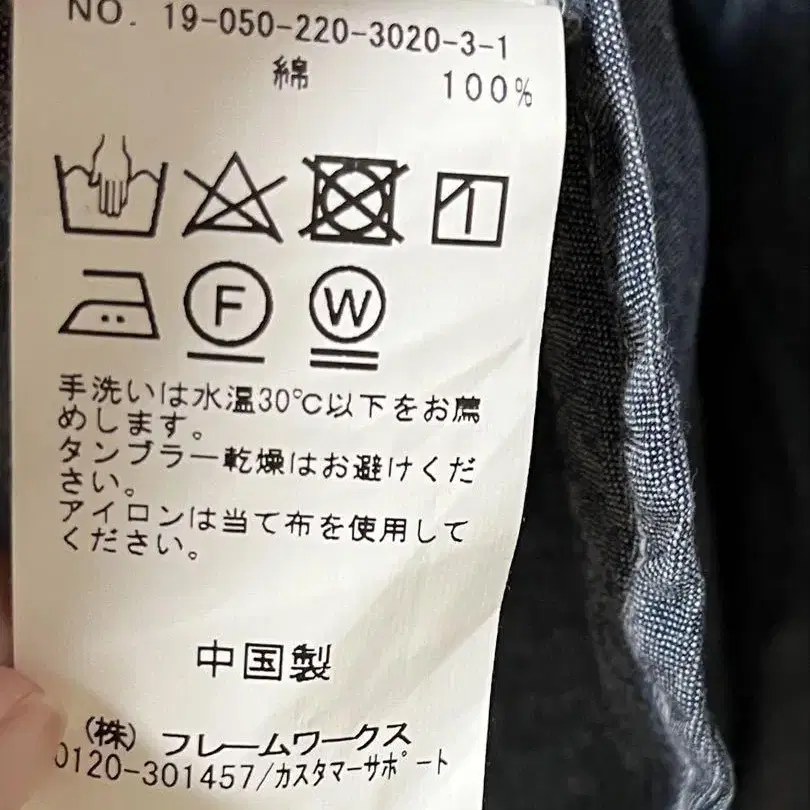 NO. 19-050-220-3020-3-1
綿 100%
F W
手洗いは水温30℃以下をお薦
めします。
タンブラー乾燥はお避けくだ
さい。
アイロンは当て布を使用して
ください。
中国製
(株) フレームワークス
0120-301457/カスタマーサポート